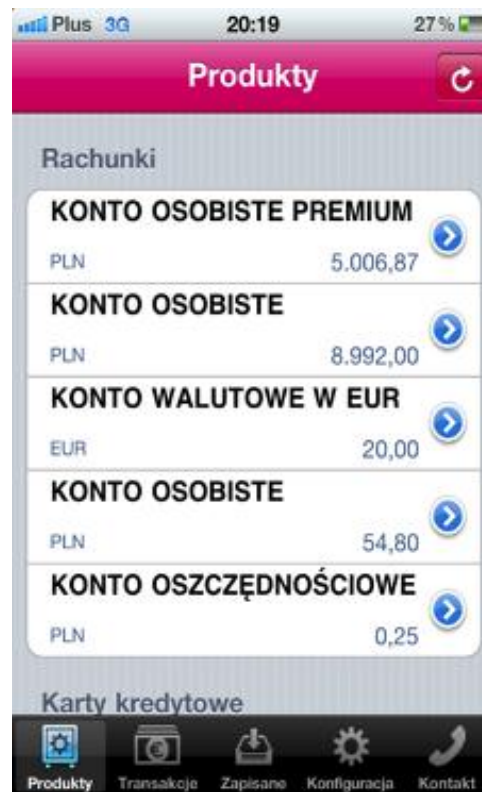 Plus 3G 20:19 27%
Produkty
Rachunki
KONTO OSOBISTE PREMIUM
PLN 5.006,87
KONTO OSOBISTE
PLN 8.992,00
KONTO WALUTOWE W EUR
EUR 20,00
KONTO OSOBISTE
PLN 54,80
KONTO OSZCZĘDNOŚCIOWE
PLN 0,25
Karty kredytowe
Produkty Transakcje Zapisane Konfiguracja Kontakt